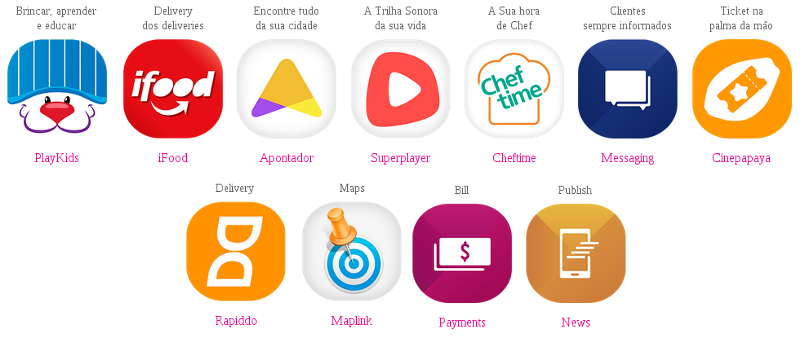 Brincar, aprender
e educar
Delivery
dos deliveries
Encontre tudo
da sua cidade
A Trilha Sonora
da sua vida
A Sua hora
de Chef
Clientes
sempre informados
Ticket na
palma da mão
iFood
Chef
time
$
PlayKids
iFood
Apontador
Superplayer
Cheftime
Messaging
Cinepapaya
Delivery
Maps
Bill
Publish
Rapiddo
Maplink
Payments
News